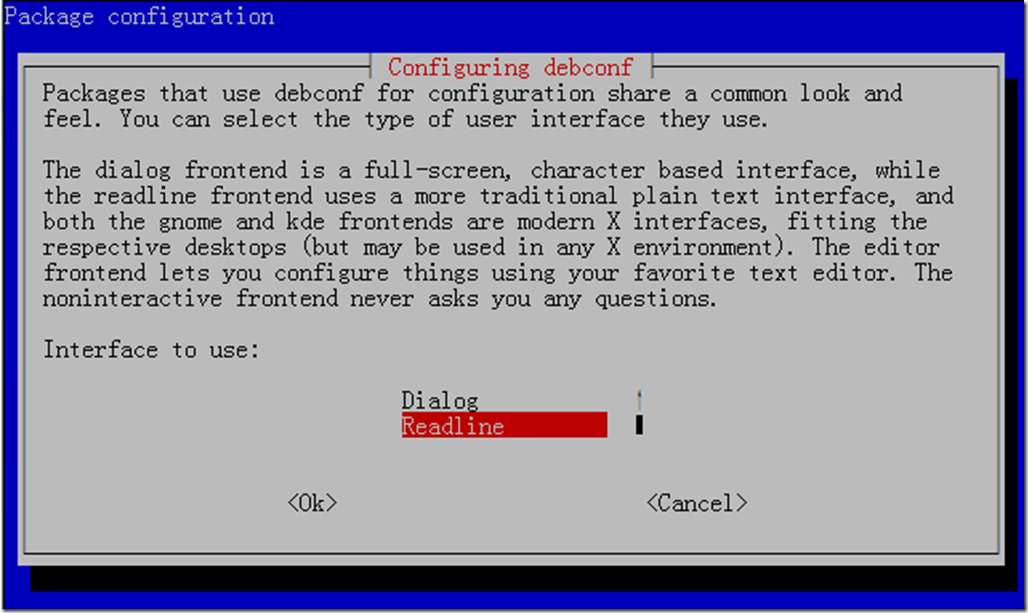 Package configuration
Configuring debconf
Packages that use debconf for configuration share a common look and
feel. You can select the type of user interface they use.
The dialog frontend is a full-screen, character based interface, while
the readline frontend uses a more traditional plain text interface, and
both the gnome and kde frontends are modern X interfaces, fitting the
respective desktops (but may be used in any X environment). The editor
frontend lets you configure things using your favorite text editor. The
noninteractive frontend never asks you any questions.
Interface to use:
Dialog
Readline
<Ok> <Cancel>